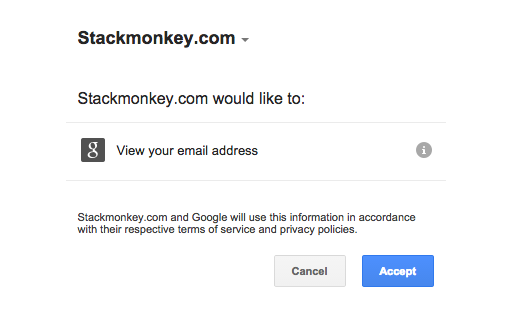 Stackmonkey.com
Stackmonkey.com would like to:
g View your email address i
Stackmonkey.com and Google will use this information in accordance
with their respective terms of service and privacy policies.
Cancel Accept